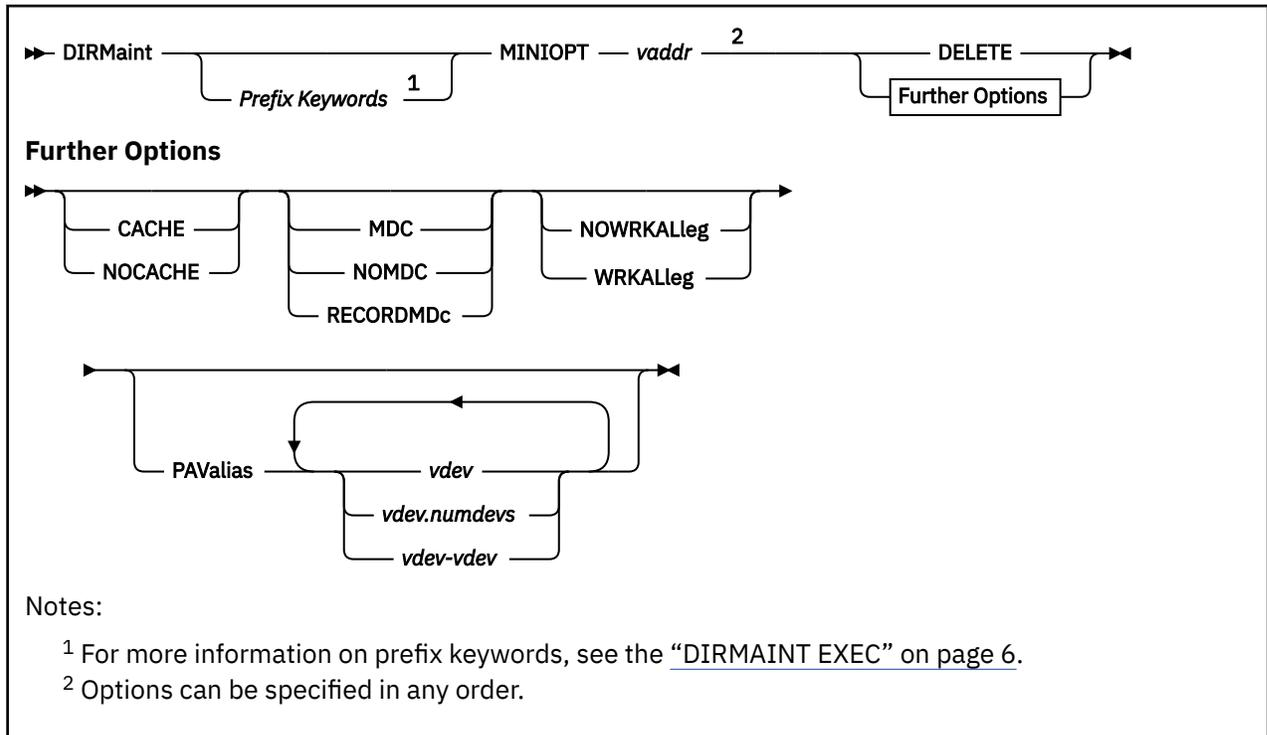 DIRMaint MINIOPT vaddr 2 DELETE
Prefix Keywords 1 Further Options
Further Options
CACHE MDC NOWRKALleg
NOCACHE NOMDC WRKALleg
RECORDMDc
PAValias vdev
vdev.numdevs
vdev-vdev
Notes:
1 For more information on prefix keywords, see the “DIRMAINT EXEC” on page 6.
2 Options can be specified in any order.